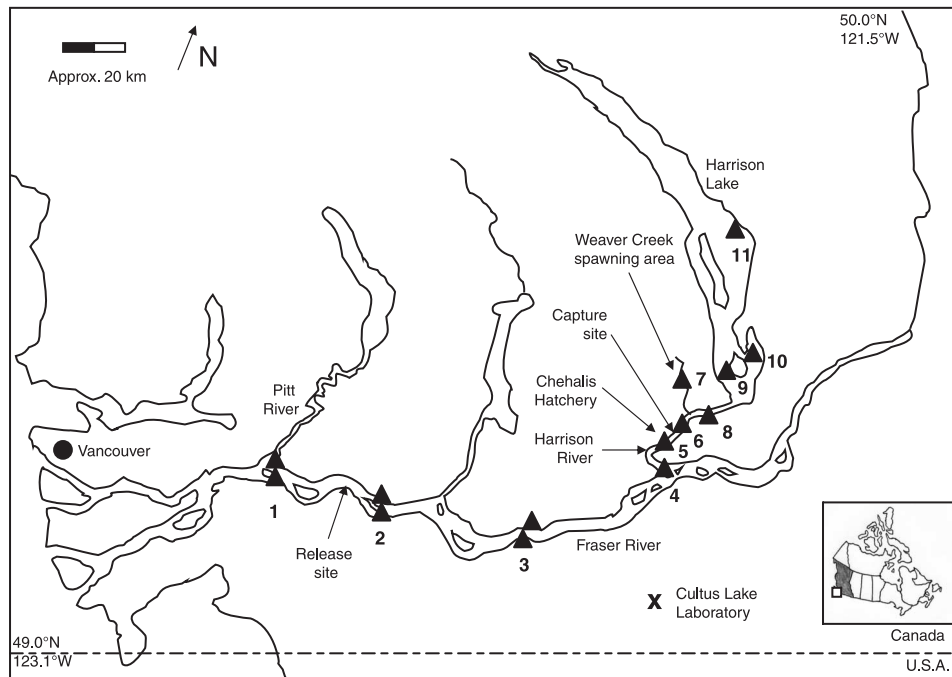 50.0°N
121.5°W
N
Approx. 20 km
Harrison
Lake
11
Weaver Creek
spawning area
Capture
site
10
7
9
Chehalis
Hatchery
Pitt
River
8
6
5
Harrison
River
Vancouver
4
1
2
Release
site
3
Fraser River
X Cultus Lake
Laboratory
Canada
49.0°N
123.1°W
U.S.A.